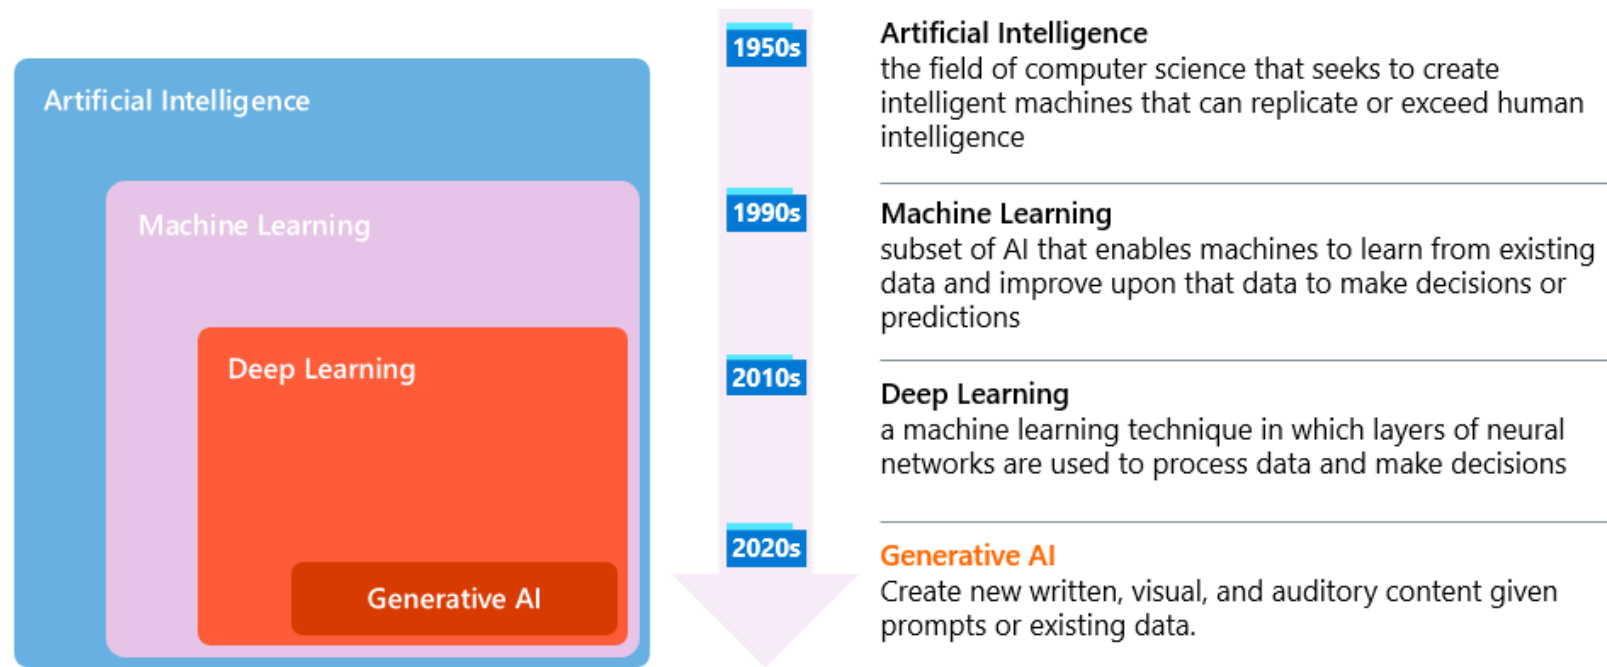 Artificial Intelligence
Machine Learning
Deep Learning
Generative AI
1950s
Artificial Intelligence
the field of computer science that seeks to create
intelligent machines that can replicate or exceed human
intelligence
1990s
Machine Learning
subset of AI that enables machines to learn from existing
data and improve upon that data to make decisions or
predictions
2010s
Deep Learning
a machine learning technique in which layers of neural
networks are used to process data and make decisions
2020s
Generative AI
Create new written, visual, and auditory content given
prompts or existing data.